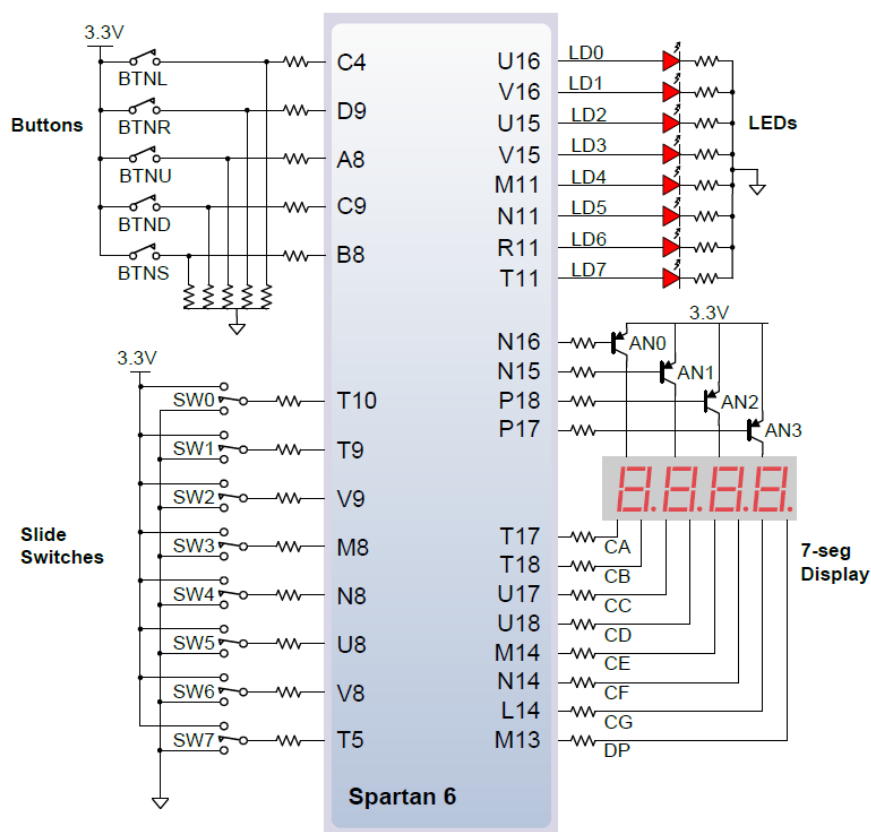 3.3V
BTNL
BTNR
BTNU
BTND
BTNS
Buttons
C4
D9
A8
C9
B8
3.3V
SW0
SW1
SW2
SW3
SW4
SW5
SW6
SW7
Slide
Switches
T10
T9
V9
M8
N8
U8
V8
T5
Spartan 6
U16
V16
U15
V15
M11
N11
R11
T11
LD0
LD1
LD2
LD3
LD4
LD5
LD6
LD7
LEDs
N16
N15
P18
P17
3.3V
AN0
AN1
AN2
AN3
8.8.8.8.
T17
T18
U17
U18
M14
N14
L14
M13
CA
CB
CC
CD
CE
CF
CG
DP
7-seg
Display